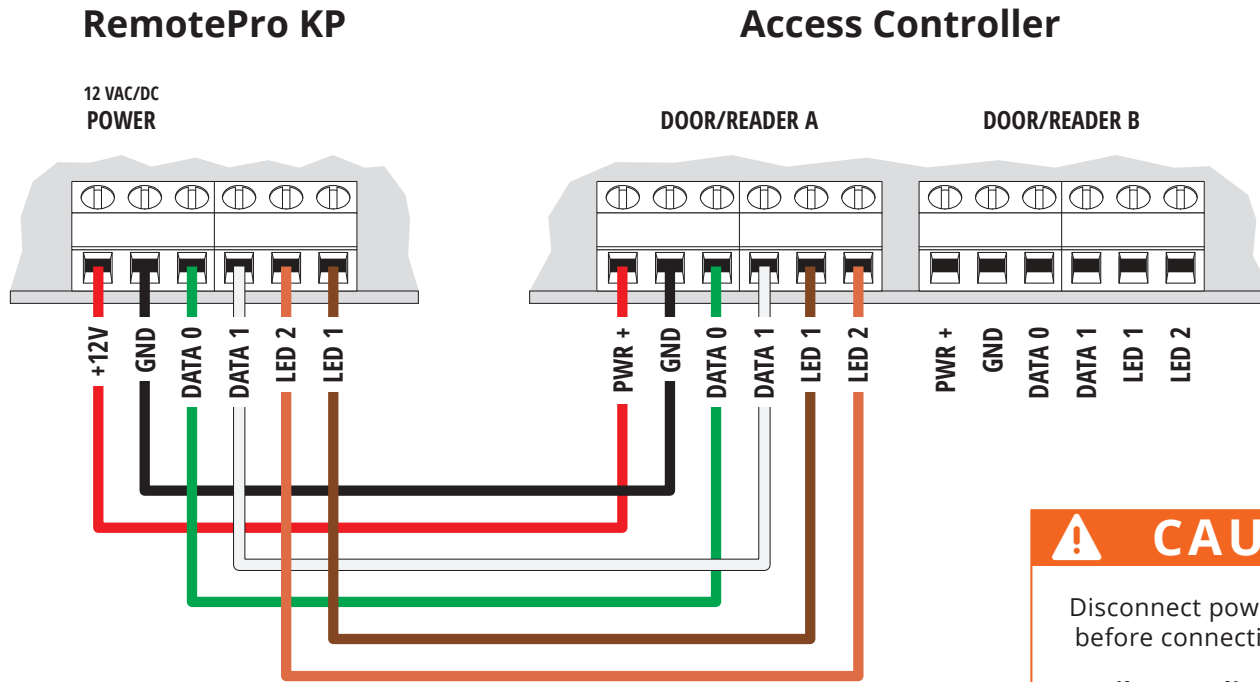 RemotePro KP
Access Controller
12 VAC/DC
POWER
DOOR/READER A
DOOR/READER B
+12V
GND
DATA 0
DATA 1
LED 2
LED 1
PWR +
GND
DATA 0
DATA 1
LED 1
LED 2
PWR +
GND
DATA 0
DATA 1
LED 1
LED 2
CAU
Disconnect pow
before connecti